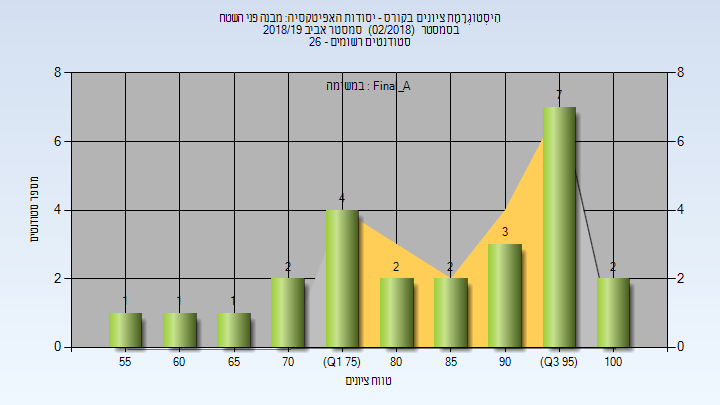 הִיסְטוֹגְרָמַת ציונים בקורס - יסודות האפיטקסיה: מבנה פני השטח
בסמסטר (02/2018) סמסטר אביב 2018/19
סטודנטים רשומים - 26
במשימה : Final_A
מספר סטודנטים
8 8
6 6
4 4
2 2
0 0
1 1 1 2 4 2 2 3 7 2
55 60 65 70 (Q1 75) 80 85 90 (Q3 95) 100
טווח ציונים